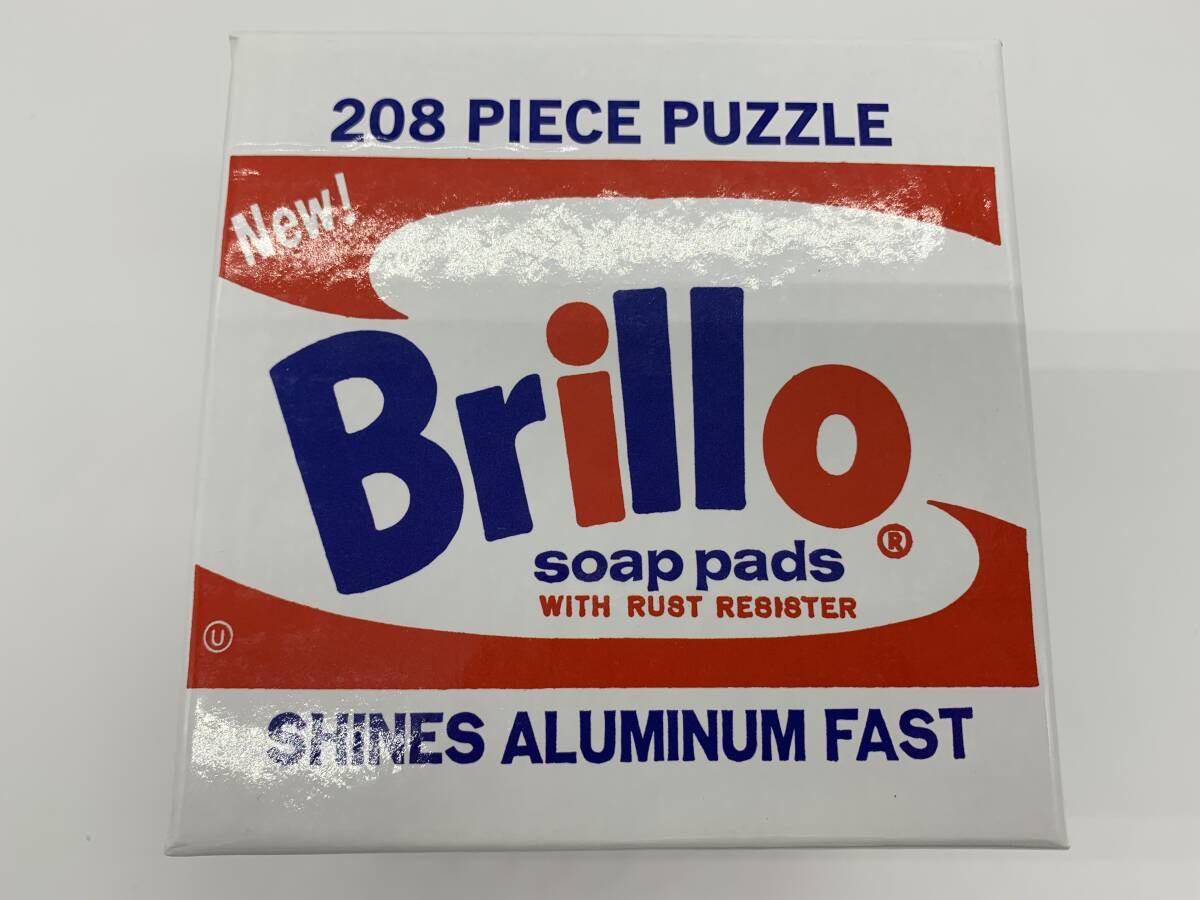 208 PIECE PUZZLE
New!
Brillo
®
soap pads
WITH RUST RESISTER
U
SHINES ALUMINUM FAST